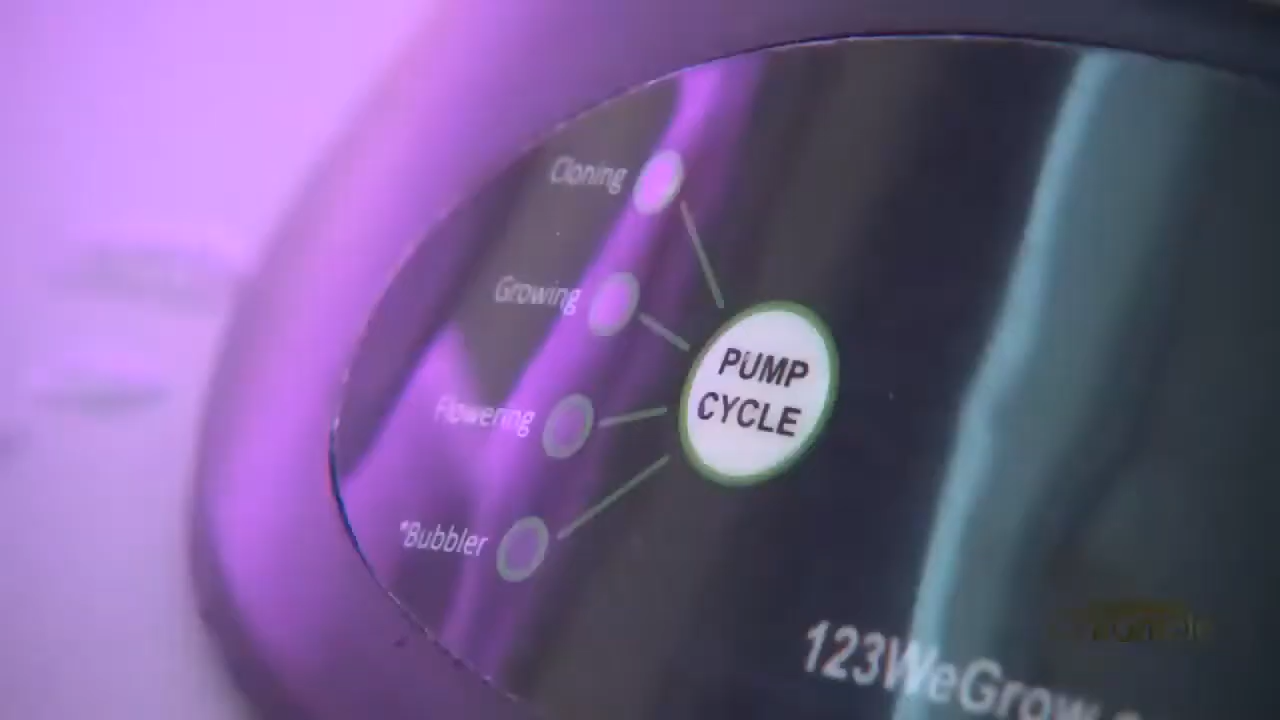 Cloning
Growing
Flowering
*Bubbler
PUMP
CYCLE
123WeGrow.c